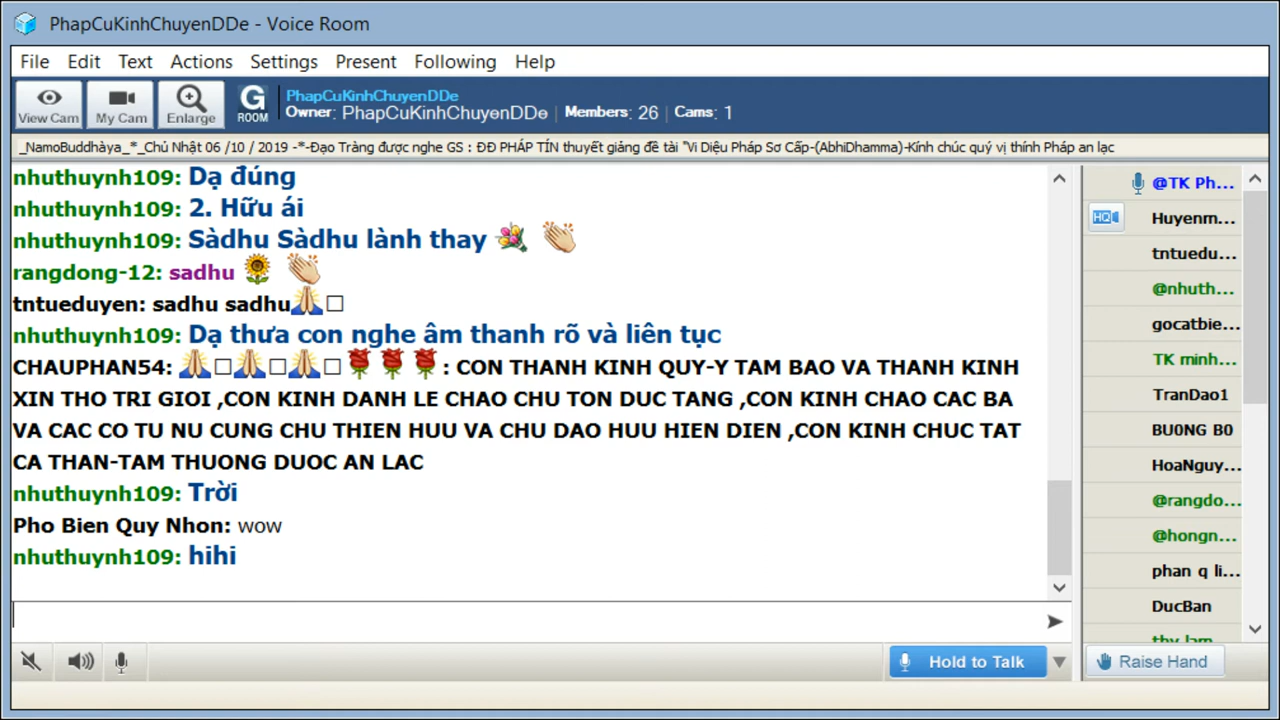 PhapCuKinhChuyenDDe - Voice Room
File Edit Text Actions Settings Present Following Help
View Cam My Cam Enlarge G ROOM PhapCuKinhChuyenDDe
Owner: PhapCuKinhChuyenDDe | Members: 26 | Cams: 1
_NamoBuddhàya_*_Chủ Nhật 06 /10 / 2019 -*-Đạo Tràng được nghe GS : ĐĐ PHÁP TÍN thuyết giảng đề tài "Vi Diệu Pháp Sơ Cấp-(AbhiDhamma)-Kính chúc quý vị thính Pháp an lạc
nhuthuynh109: Dạ đúng
nhuthuynh109: 2. Hữu ái
nhuthuynh109: Sàdhu Sàdhu lành thay
rangdong-12: sadhu
tntueduyen: sadhu sadhu
nhuthuynh109: Dạ thưa con nghe âm thanh rõ và liên tục
CHAUPHAN54: : CON THANH KINH QUY-Y TAM BAO VA THANH KINH
XIN THO TRI GIOI ,CON KINH DANH LE CHAO CHU TON DUC TANG ,CON KINH CHAO CAC BA
VA CAC CO TU NU CUNG CHU THIEN HUU VA CHU DAO HUU HIEN DIEN ,CON KINH CHUC TAT
CA THAN-TAM THUONG DUOC AN LAC
nhuthuynh109: Trời
Pho Bien Quy Nhon: wow
nhuthuynh109: hihi
@TK Ph...
HQ Huyenm...
tntuedu...
@nhuth...
gocatbie...
TK minh...
TranDao1
BU0NG B0
HoaNguy...
@rangdo...
@hongn...
phan q li...
DucBan
Hold to Talk
Raise Hand